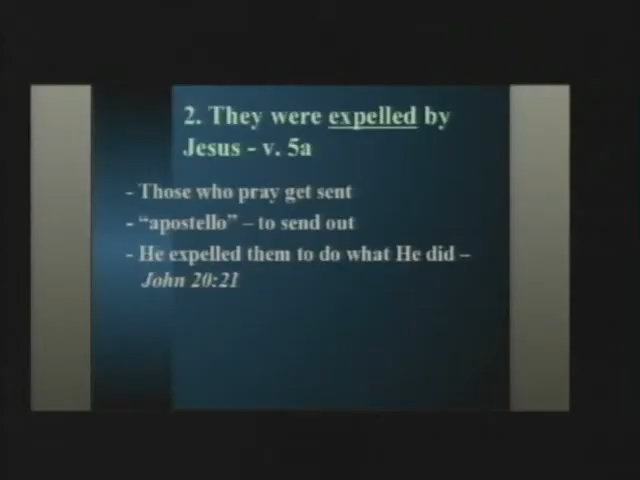 2. They were expelled by
Jesus - v. 5a
- Those who pray get sent
- “apostello” – to send out
- He expelled them to do what He did –
John 20:21